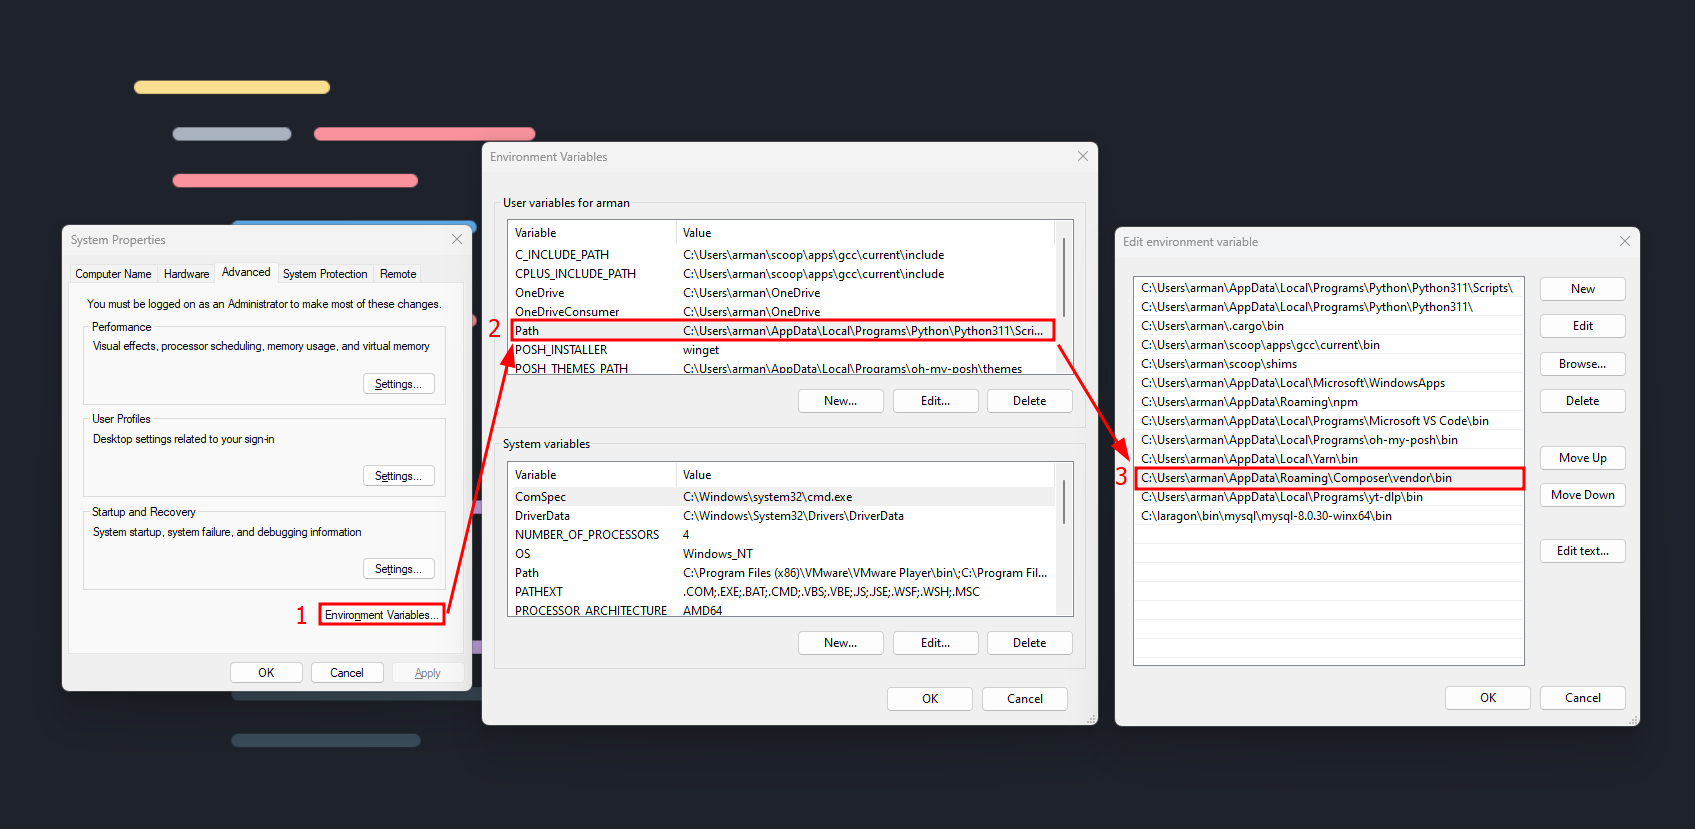 System Properties
Computer Name Hardware Advanced System Protection Remote
You must be logged on as an Administrator to make most of these changes.
Performance
Visual effects, processor scheduling, memory usage, and virtual memory
Settings...
User Profiles
Desktop settings related to your sign-in
Settings...
Startup and Recovery
System startup, system failure, and debugging information
Settings...
1 Environment Variables...
OK Cancel Apply
Environment Variables
User variables for arman
Variable Value
C_INCLUDE_PATH C:\Users\arman\scoop\apps\gcc\current\include
CPLUS_INCLUDE_PATH C:\Users\arman\scoop\apps\gcc\current\include
OneDrive C:\Users\arman\OneDrive
OneDriveConsumer C:\Users\arman\OneDrive
2 Path C:\Users\arman\AppData\Local\Programs\Python\Python311\Scri...
POSH_INSTALLER winget
POSH_THEMES_PATH C:\Users\arman\AppData\Local\Programs\oh-my-posh\themes
New... Edit... Delete
System variables
Variable Value
ComSpec C:\Windows\system32\cmd.exe
DriverData C:\Windows\System32\Drivers\DriverData
NUMBER_OF_PROCESSORS 4
OS Windows_NT
Path C:\Program Files (x86)\VMware\VMware Player\bin\;C:\Program Fil...
PATHEXT .COM;.EXE;.BAT;.CMD;.VBS;.VBE;.JS;.JSE;.WSF;.WSH;.MSC
PROCESSOR_ARCHITECTURE AMD64
New... Edit... Delete
OK Cancel
Edit environment variable
C:\Users\arman\AppData\Local\Programs\Python\Python311\Scripts\
C:\Users\arman\AppData\Local\Programs\Python\Python311\
C:\Users\arman\.cargo\bin
C:\Users\arman\scoop\apps\gcc\current\bin
C:\Users\arman\scoop\shims
C:\Users\arman\AppData\Local\Microsoft\WindowsApps
C:\Users\arman\AppData\Roaming\npm
C:\Users\arman\AppData\Local\Programs\Microsoft VS Code\bin
C:\Users\arman\AppData\Local\Programs\oh-my-posh\bin
C:\Users\arman\AppData\Local\Yarn\bin
3 C:\Users\arman\AppData\Roaming\Composer\vendor\bin
C:\Users\arman\AppData\Local\Programs\yt-dlp\bin
C:\laragon\bin\mysql\mysql-8.0.30-winx64\bin
New
Edit
Browse...
Delete
Move Up
Move Down
Edit text...
OK Cancel